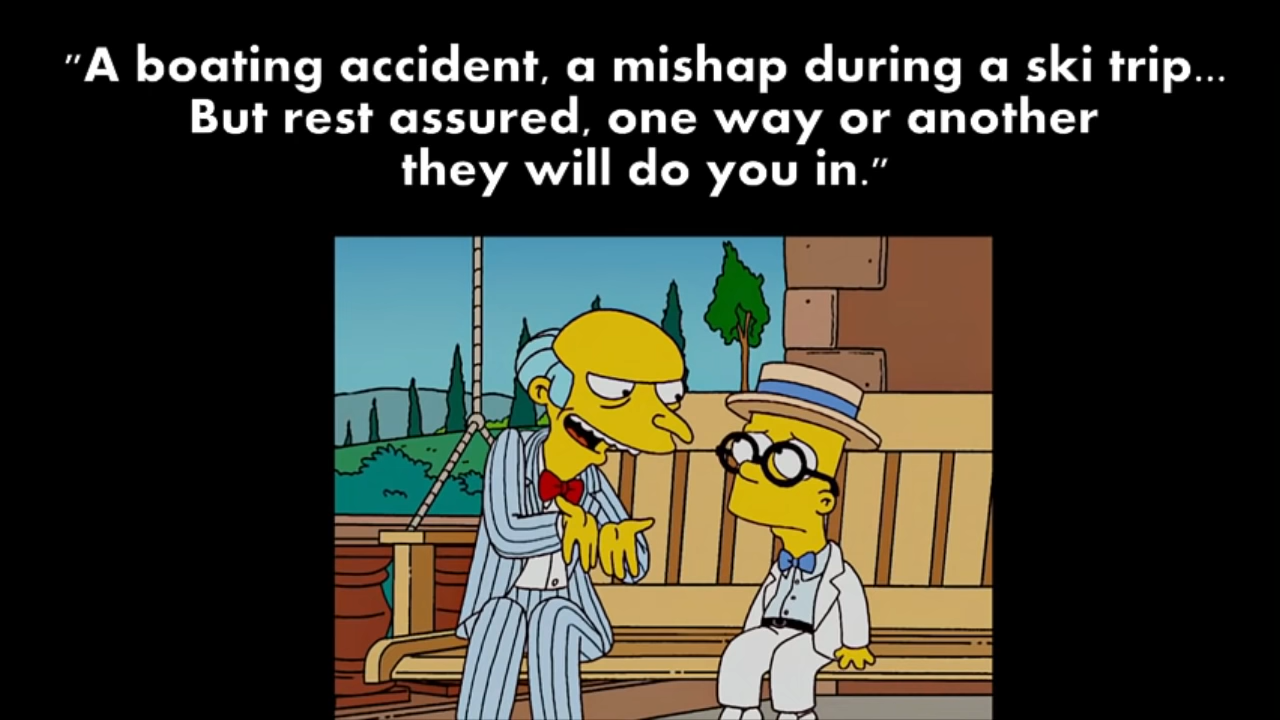 "A boating accident, a mishap during a ski trip...
But rest assured, one way or another
they will do you in."